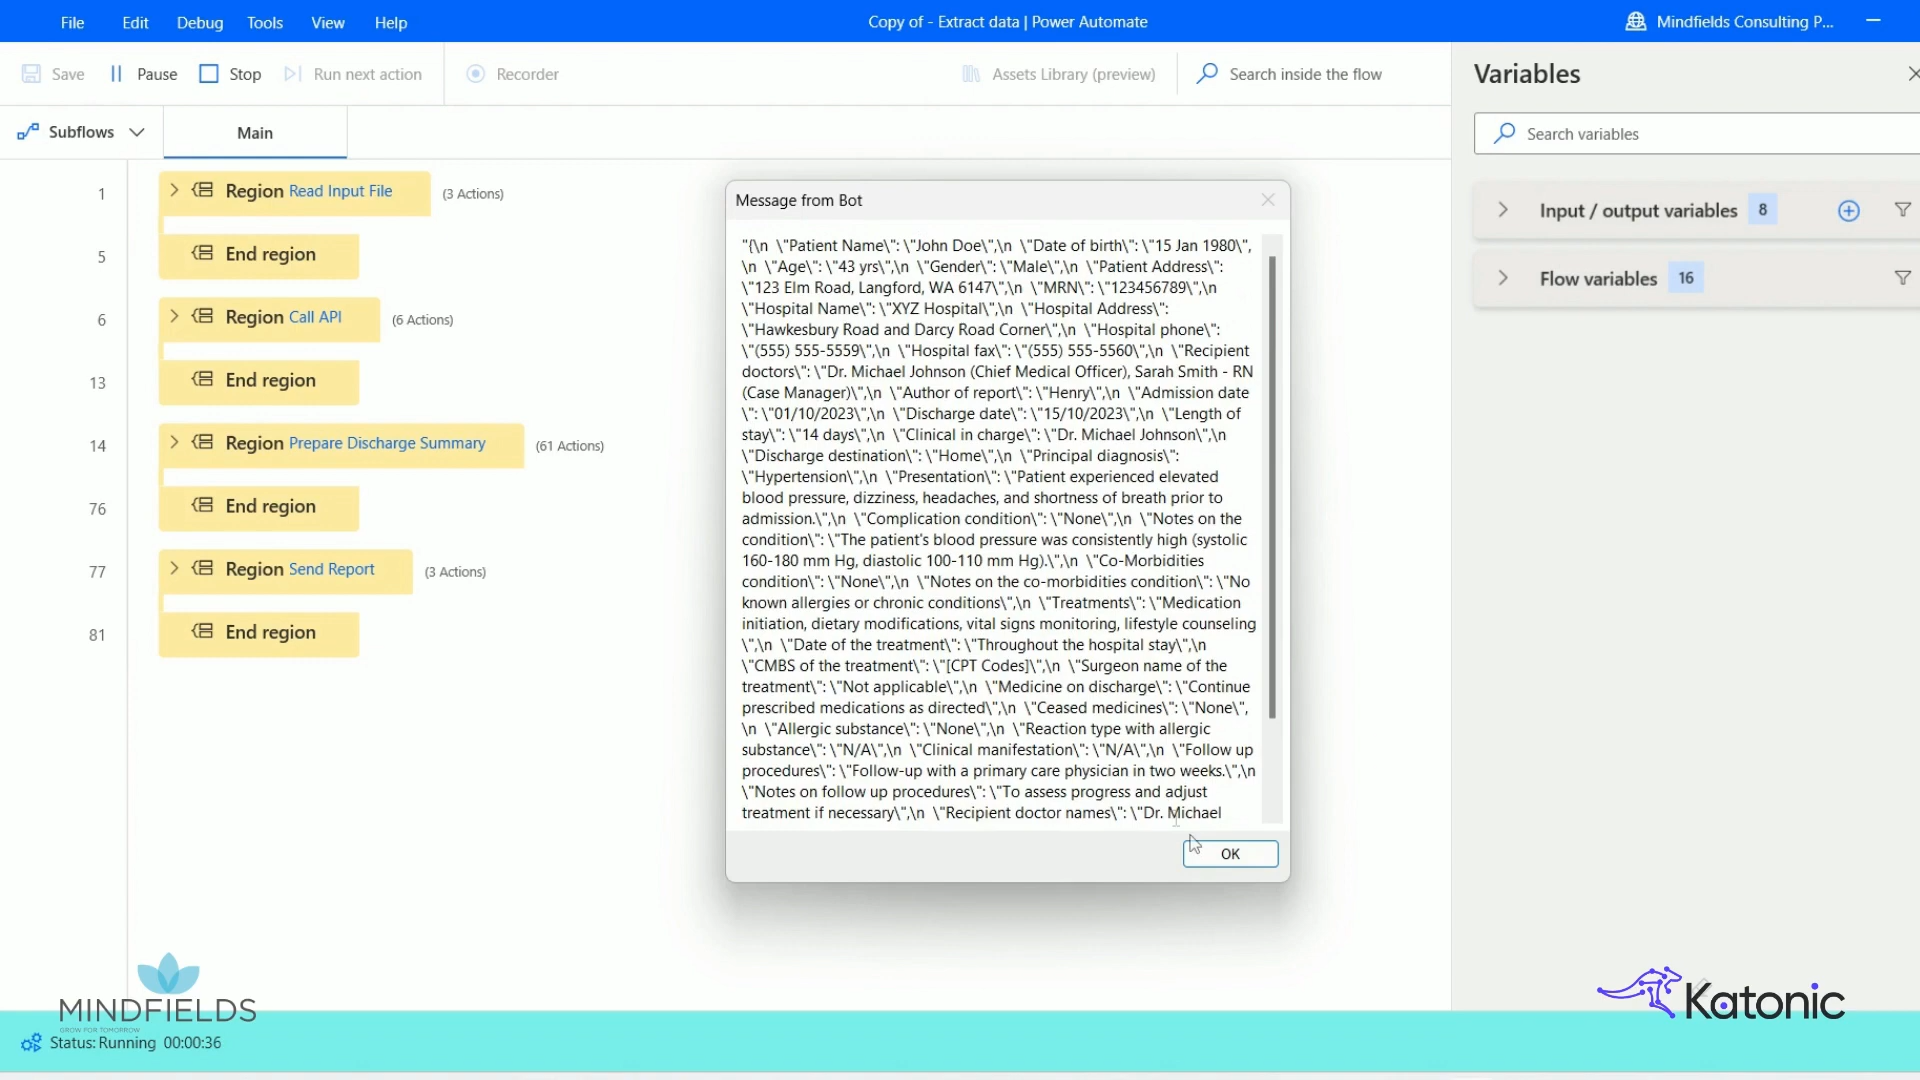 File Edit Debug Tools View Help
Copy of - Extract data | Power Automate
Mindfields Consulting P...
Save Pause Stop Run next action Recorder
Assets Library (preview) Search inside the flow
Variables
Subflows Main
Search variables
1 Region Read Input File (3 Actions)
5 End region
6 Region Call API (6 Actions)
13 End region
14 Region Prepare Discharge Summary (61 Actions)
76 End region
77 Region Send Report (3 Actions)
81 End region
Input / output variables 8
Flow variables 16
Message from Bot
"{\n \"Patient Name\": \"John Doe\",\n \"Date of birth\": \"15 Jan 1980\",
\n \"Age\": \"43 yrs\",\n \"Gender\": \"Male\",\n \"Patient Address\":
\"123 Elm Road, Langford, WA 6147\",\n \"MRN\": \"123456789\",\n
\"Hospital Name\": \"XYZ Hospital\",\n \"Hospital Address\":
\"Hawkesbury Road and Darcy Road Corner\",\n \"Hospital phone\":
\"(555) 555-5559\",\n \"Hospital fax\": \"(555) 555-5560\",\n \"Recipient
doctors\": \"Dr. Michael Johnson (Chief Medical Officer), Sarah Smith - RN
(Case Manager)\",\n \"Author of report\": \"Henry\",\n \"Admission date
\": \"01/10/2023\",\n \"Discharge date\": \"15/10/2023\",\n \"Length of
stay\": \"14 days\",\n \"Clinical in charge\": \"Dr. Michael Johnson\",\n
\"Discharge destination\": \"Home\",\n \"Principal diagnosis\":
\"Hypertension\",\n \"Presentation\": \"Patient experienced elevated
blood pressure, dizziness, headaches, and shortness of breath prior to
admission.\",\n \"Complication condition\": \"None\",\n \"Notes on the
condition\": \"The patient's blood pressure was consistently high (systolic
160-180 mm Hg, diastolic 100-110 mm Hg).\",\n \"Co-Morbidities
condition\": \"None\",\n \"Notes on the co-morbidities condition\": \"No
known allergies or chronic conditions\",\n \"Treatments\": \"Medication
initiation, dietary modifications, vital signs monitoring, lifestyle counseling
\",\n \"Date of the treatment\": \"Throughout the hospital stay\",\n
\"CMBS of the treatment\": \"[CPT Codes]\",\n \"Surgeon name of the
treatment\": \"Not applicable\",\n \"Medicine on discharge\": \"Continue
prescribed medications as directed\",\n \"Ceased medicines\": \"None\",
\n \"Allergic substance\": \"None\",\n \"Reaction type with allergic
substance\": \"N/A\",\n \"Clinical manifestation\": \"N/A\",\n \"Follow up
procedures\": \"Follow-up with a primary care physician in two weeks.\",\n
\"Notes on follow up procedures\": \"To assess progress and adjust
treatment if necessary\",\n \"Recipient doctor names\": \"Dr. Michael
OK
MINDFIELDS
GROW FOR TOMORROW
Katonic
Status: Running 00:00:36